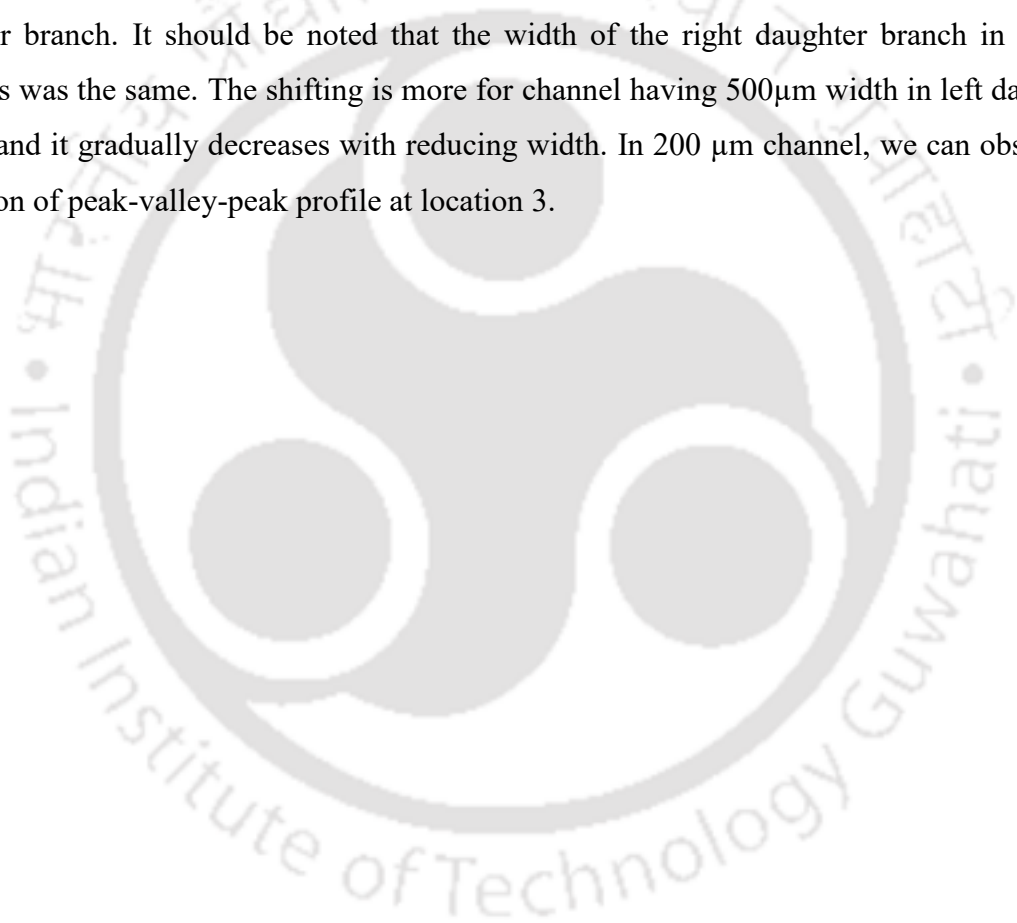 r branch. It should be noted that the width of the right daughter branch in
s was the same. The shifting is more for channel having 500µm width in left da
and it gradually decreases with reducing width. In 200 µm channel, we can obs
on of peak-valley-peak profile at location 3.
Indian Institute of Technology Guwahati